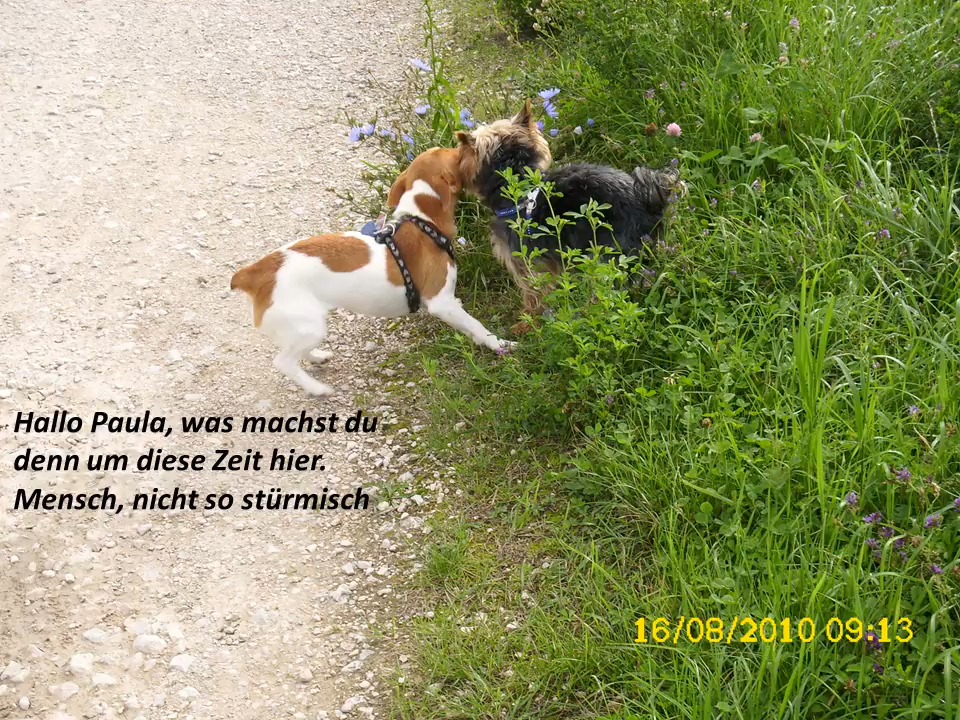 Hallo Paula, was machst du
denn um diese Zeit hier.
Mensch, nicht so stürmisch
16/08/2010 09:13